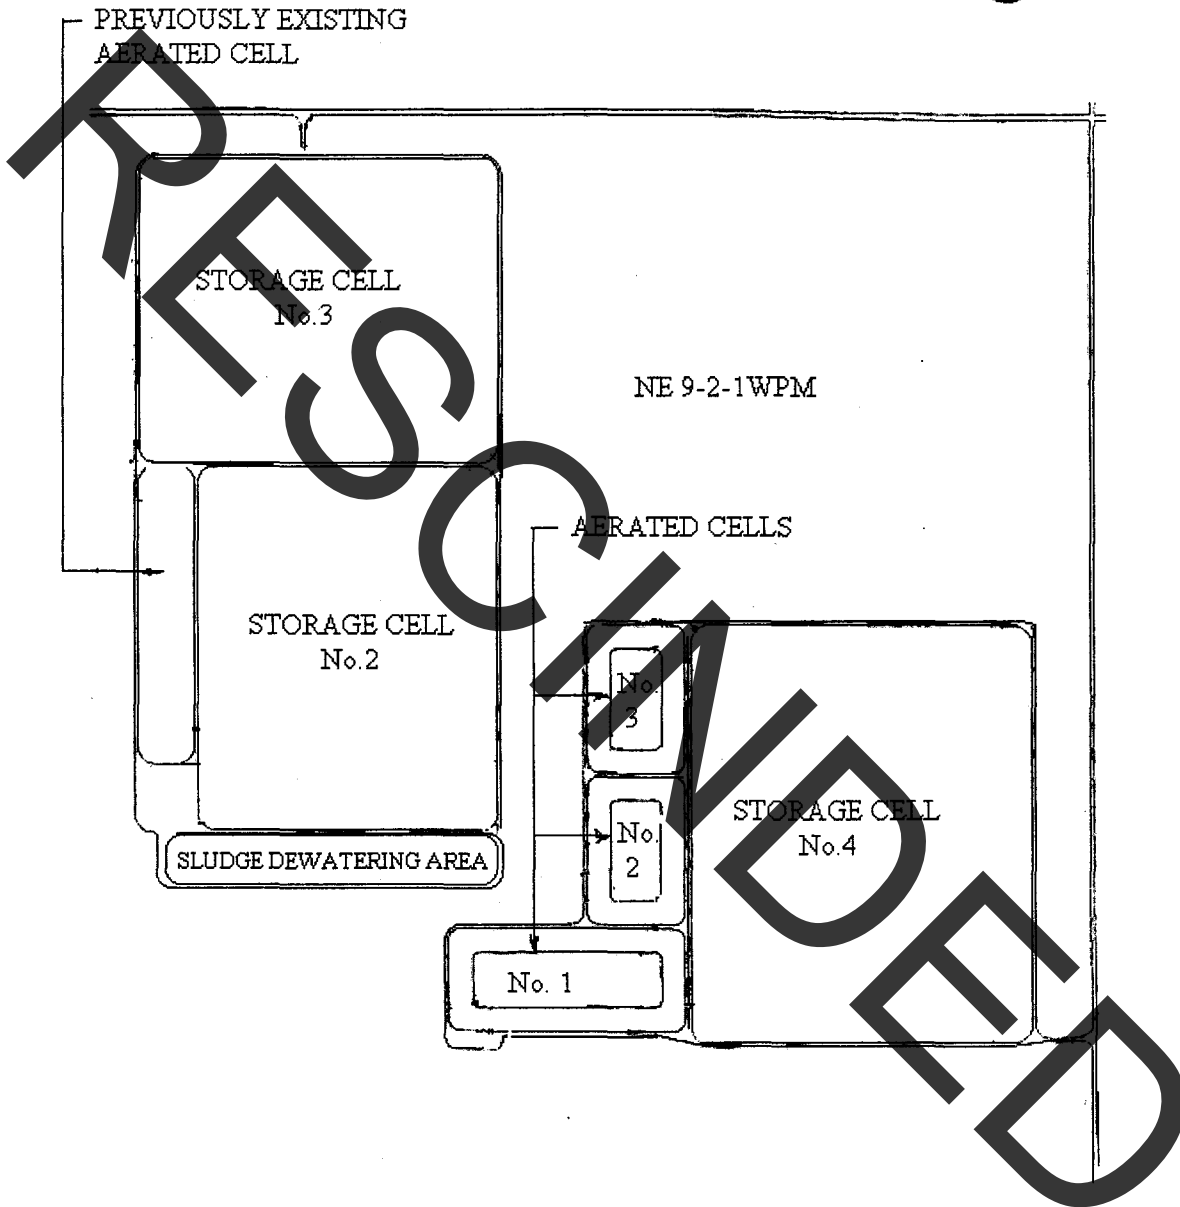 PREVIOUSLY EXISTING
AERATED CELL
STORAGE CELL
No.3
NE 9-2-1WPM
AERATED CELLS
STORAGE CELL
No.2
No.
3
STORAGE CELL
No.4
No.
2
SLUDGE DEWATERING AREA
No. 1
RESCINDED